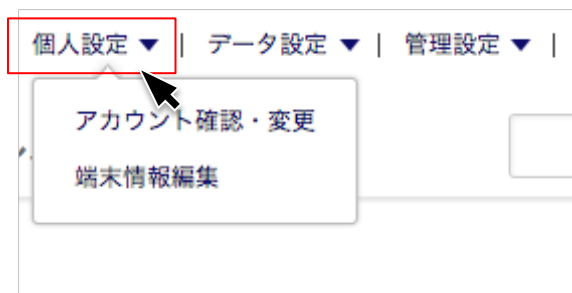 個人設定 ▼ | データ設定 ▼ | 管理設定 ▼ |
アカウント確認・変更
端末情報編集